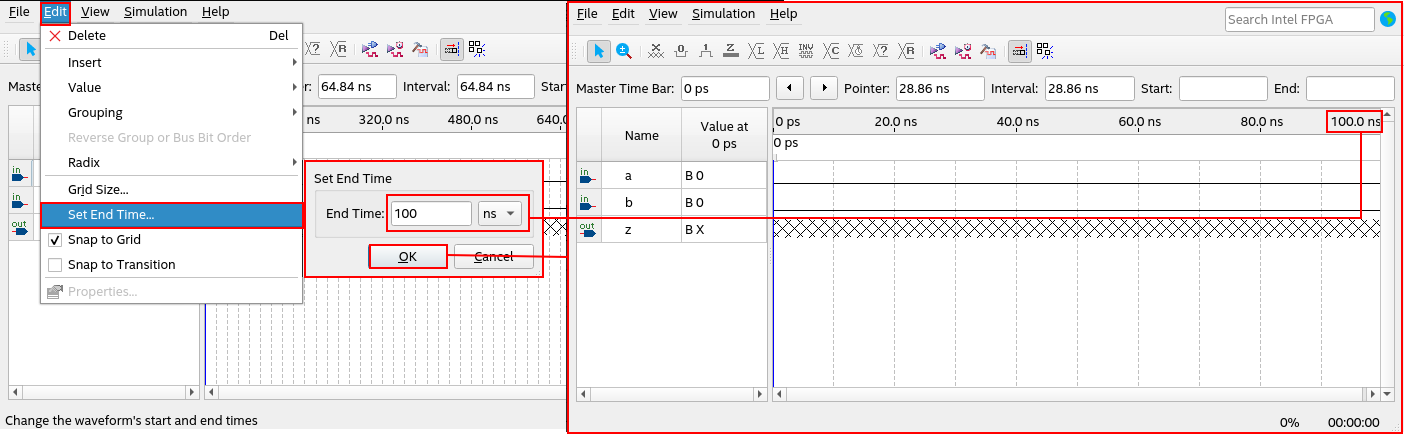 File Edit View Simulation Help
Delete Del
Insert
Value
Grouping
Reverse Group or Bus Bit Order
Radix
Grid Size...
Set End Time...
Snap to Grid
Snap to Transition
Properties...
64.84 ns Interval: 64.84 ns
ns 320.0 ns 480.0 ns 640.
in
in
out
Set End Time
End Time: 100 ns
OK Cancel
Change the waveform's start and end times
File Edit View Simulation Help
Search Intel FPGA
Master Time Bar: 0 ps Pointer: 28.86 ns Interval: 28.86 ns Start: End:
Name Value at
0 ps
0 ps 20.0 ns 40.0 ns 60.0 ns 80.0 ns 100.0 ns
0 ps
in a B 0
in b B 0
out z B X
0% 00:00:00